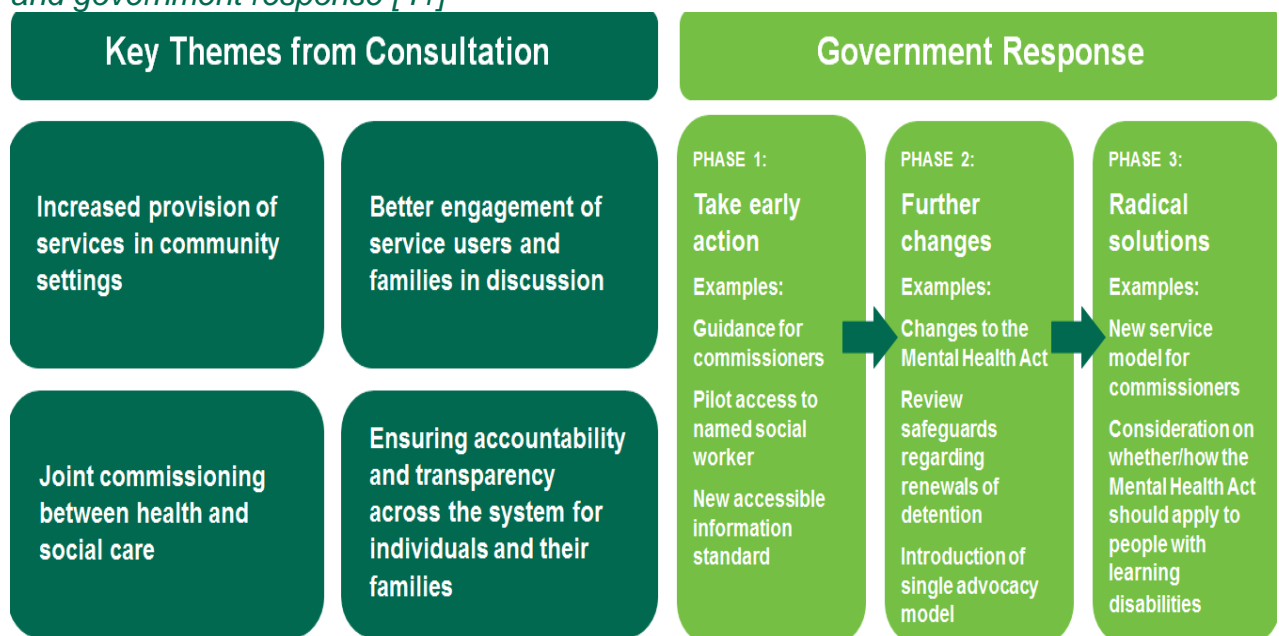 and government response [41]
Key Themes from Consultation
Increased provision of
services in community
settings
Better engagement of
service users and
families in discussion
Joint commissioning
between health and
social care
Ensuring accountability
and transparency
across the system for
individuals and their
families
Government Response
PHASE 1:
Take early
action
Examples:
Guidance for
commissioners
Pilot access to
named social
worker
New accessible
information
standard
PHASE 2:
Further
changes
Examples:
Changes to the
Mental Health Act
Review
safeguards
regarding
renewals of
detention
Introduction of
single advocacy
model
PHASE 3:
Radical
solutions
Examples:
New service
model for
commissioners
Consideration on
whether/how the
Mental Health Act
should apply to
people with
learning
disabilities